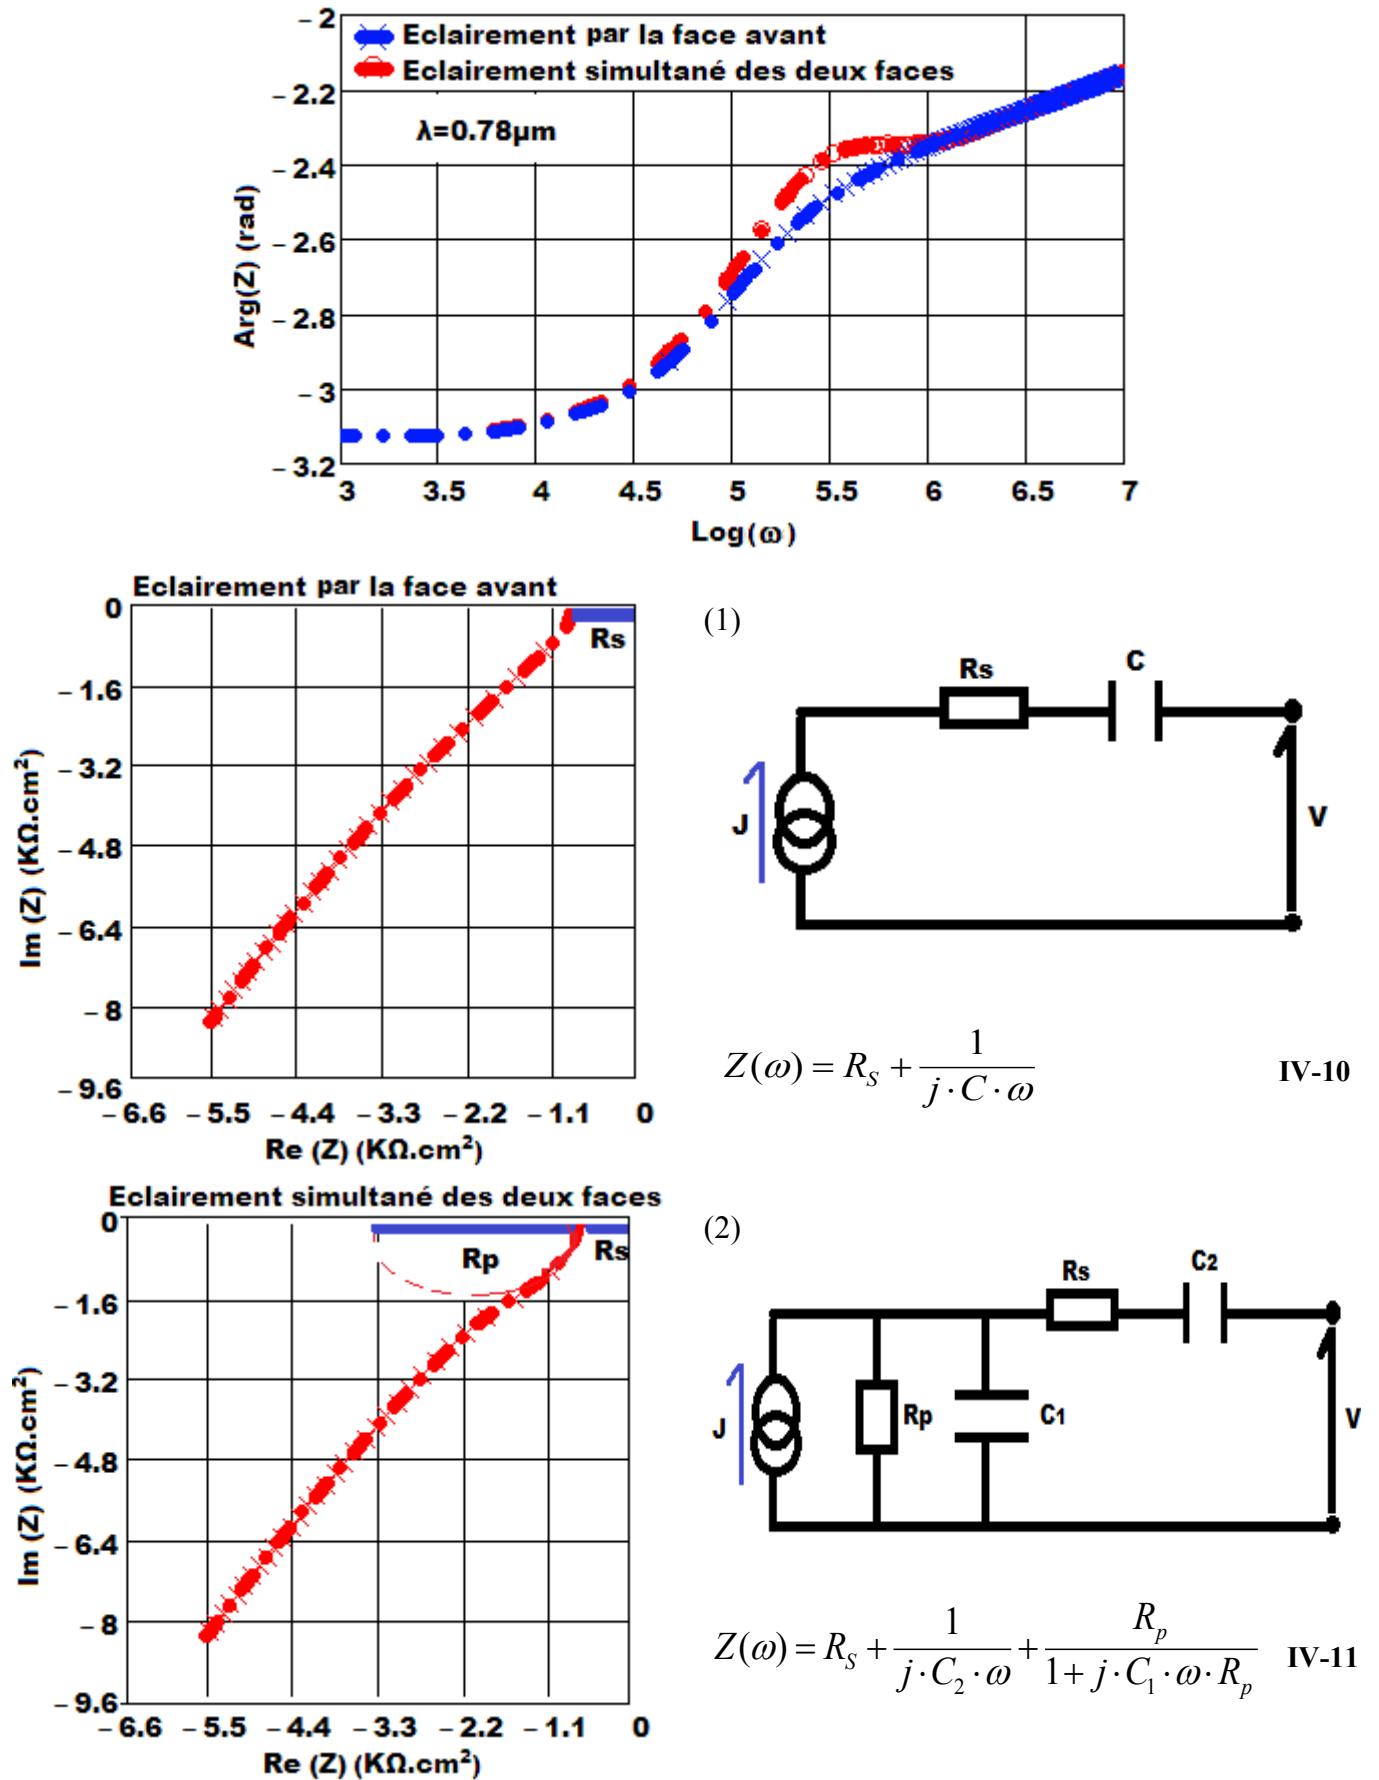 Eclairement par la face avant
Eclairement simultané des deux faces
λ=0.78µm
Arg(Z) (rad)
– 2
– 2.2
– 2.4
– 2.6
– 2.8
– 3
– 3.2
3 3.5 4 4.5 5 5.5 6 6.5 7
Log(ω)
Eclairement par la face avant
Im (Z) (KΩ.cm²)
0
– 1.6
– 3.2
– 4.8
– 6.4
– 8
– 9.6
Rs
– 6.6 – 5.5 – 4.4 – 3.3 – 2.2 – 1.1 0
Re (Z) (KΩ.cm²)
(1)
Rs
C
J
V
Z(ω) = R_S + 1/(j·C·ω) IV-10
Eclairement simultané des deux faces
Im (Z) (KΩ.cm²)
0
– 1.6
– 3.2
– 4.8
– 6.4
– 8
– 9.6
Rp
Rs
– 6.6 – 5.5 – 4.4 – 3.3 – 2.2 – 1.1 0
Re (Z) (KΩ.cm²)
(2)
Rs
C2
J
Rp
C1
V
Z(ω) = R_S + 1/(j·C₂·ω) + R_p/(1+ j·C₁·ω·R_p) IV-11